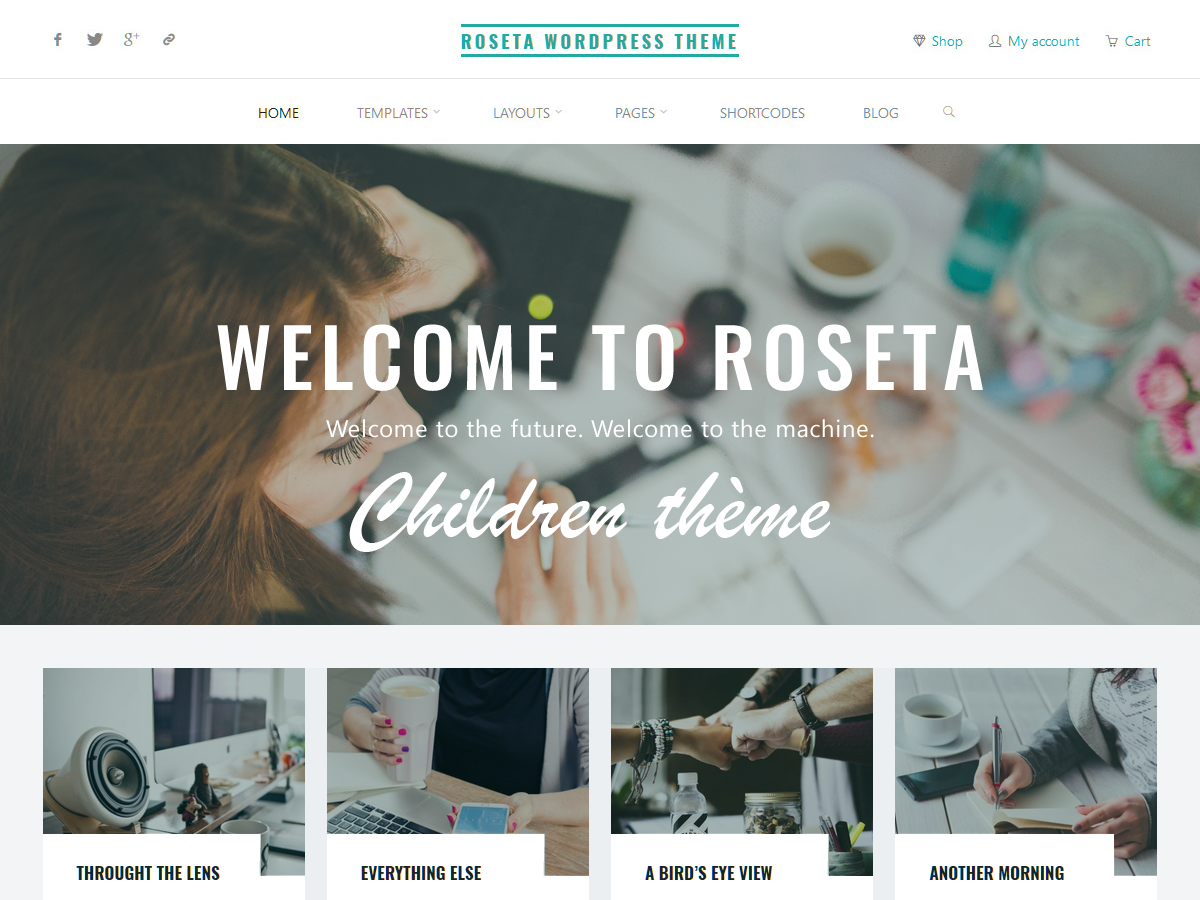 ROSETA WORDPRESS THEME
Shop My account Cart
HOME TEMPLATES LAYOUTS PAGES SHORTCODES BLOG
WELCOME TO ROSETA
Welcome to the future. Welcome to the machine.
Children thème
THROUGHT THE LENS
EVERYTHING ELSE
A BIRD’S EYE VIEW
ANOTHER MORNING